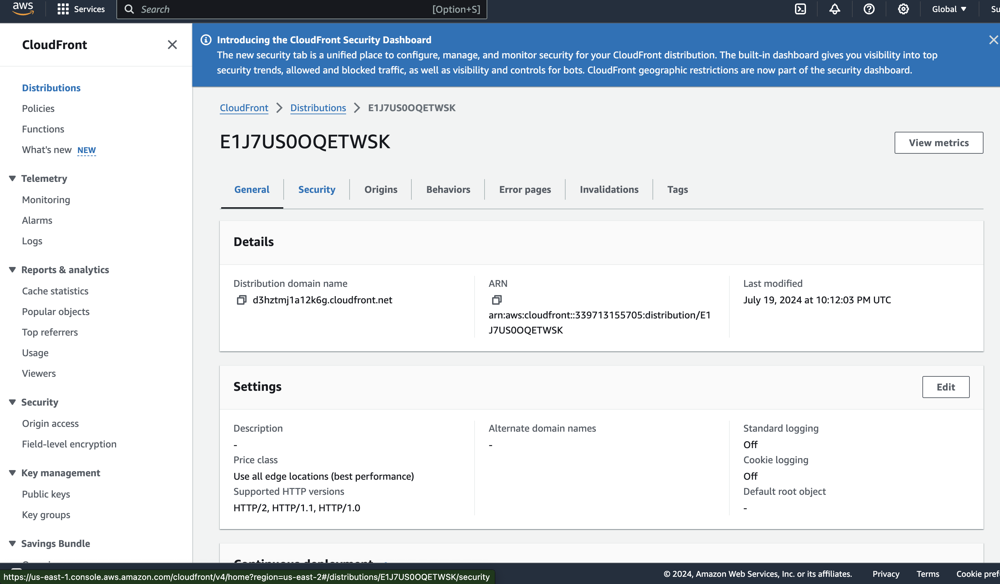 aws
Services
Search
[Option+S]
Global
CloudFront
Distributions
Policies
Functions
What's new NEW
Telemetry
Monitoring
Alarms
Logs
Reports & analytics
Cache statistics
Popular objects
Top referrers
Usage
Viewers
Security
Origin access
Field-level encryption
Key management
Public keys
Key groups
Savings Bundle
Introducing the CloudFront Security Dashboard
The new security tab is a unified place to configure, manage, and monitor security for your CloudFront distribution. The built-in dashboard gives you visibility into top
security trends, allowed and blocked traffic, as well as visibility and controls for bots. CloudFront geographic restrictions are now part of the security dashboard.
CloudFront
Distributions
E1J7US0OQETWSK
E1J7US0OQETWSK
View metrics
General
Security
Origins
Behaviors
Error pages
Invalidations
Tags
Details
Distribution domain name
d3hztmj1a12k6g.cloudfront.net
ARN
arn:aws:cloudfront::339713155705:distribution/E1
J7US0OQETWSK
Last modified
July 19, 2024 at 10:12:03 PM UTC
Settings
Edit
Description
-
Price class
Use all edge locations (best performance)
Supported HTTP versions
HTTP/2, HTTP/1.1, HTTP/1.0
Alternate domain names
-
Standard logging
Off
Cookie logging
Off
Default root object
-
Continuous deployment
https://us-east-1.console.aws.amazon.com/cloudfront/v4/home?region=us-east-2#/distributions/E1J7US0OQETWSK/security
© 2024, Amazon Web Services, Inc. or its affiliates.
Privacy
Terms
Cookie